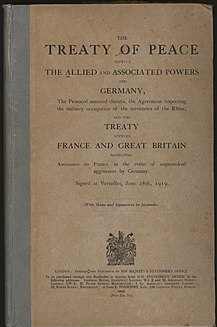 THE
TREATY OF PEACE
BETWEEN
THE ALLIED AND ASSOCIATED POWERS
AND
GERMANY,
The Protocol annexed thereto, the Agreement respecting
the military occupation of the territories of the Rhine,
AND THE
TREATY
BETWEEN
FRANCE AND GREAT BRITAIN
RESPECTING
Assistance to France in the event of unprovoked
aggression by Germany.
Signed at Versailles, June 28th, 1919.
(With Maps and Signatures in facsimile.)
LONDON: PUBLISHED BY HIS MAJESTY'S STATIONERY OFFICE